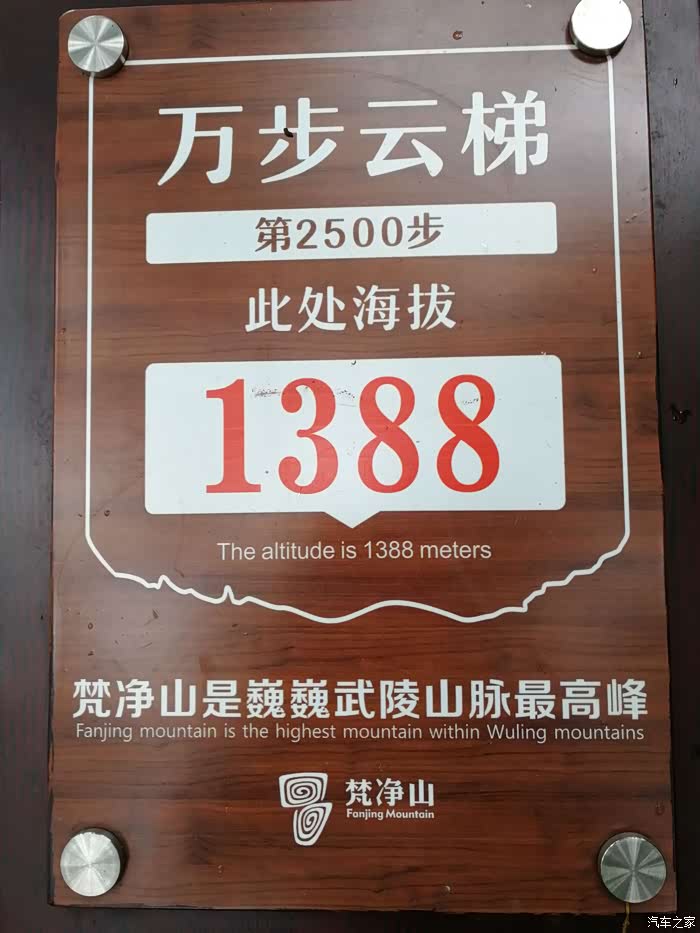 万步云梯
第2500步
此处海拔
1388
The altitude is 1388 meters
梵净山是巍巍武陵山脉最高峰
Fanjing mountain is the highest mountain within Wuling mountains
梵净山
Fanjing Mountain
汽车之家